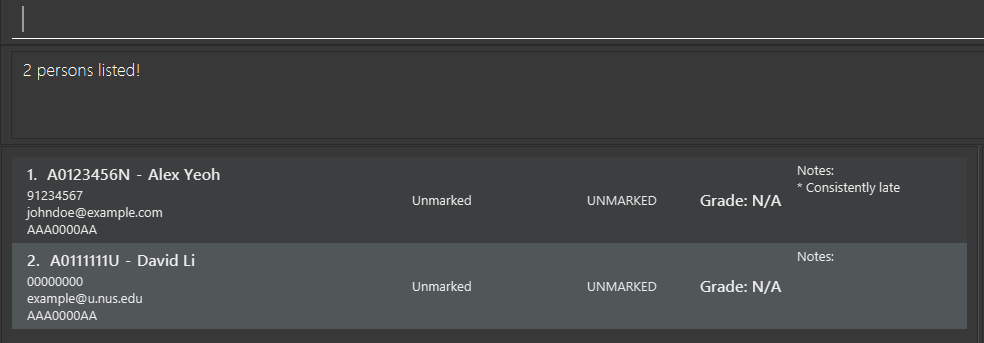 2 persons listed!
1. A0123456N - Alex Yeoh
91234567
johndoe@example.com
AAA0000AA
Unmarked
UNMARKED
Grade: N/A
Notes:
* Consistently late
2. A0111111U - David Li
00000000
example@u.nus.edu
AAA0000AA
Unmarked
UNMARKED
Grade: N/A
Notes: